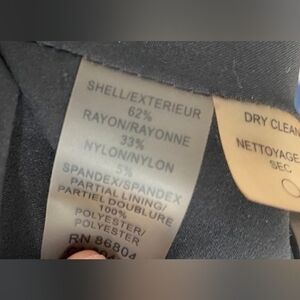 SHELL/EXTERIEUR
62%
RAYON/RAYONNE
33%
NYLON/NYLON
5%
SPANDEX/SPANDEX
PARTIAL LINING/
PARTIEL DOUBLURE
100%
POLYESTER/
POLYESTER
RN 86804
DRY CLEAN
NETTOYAGE
SEC